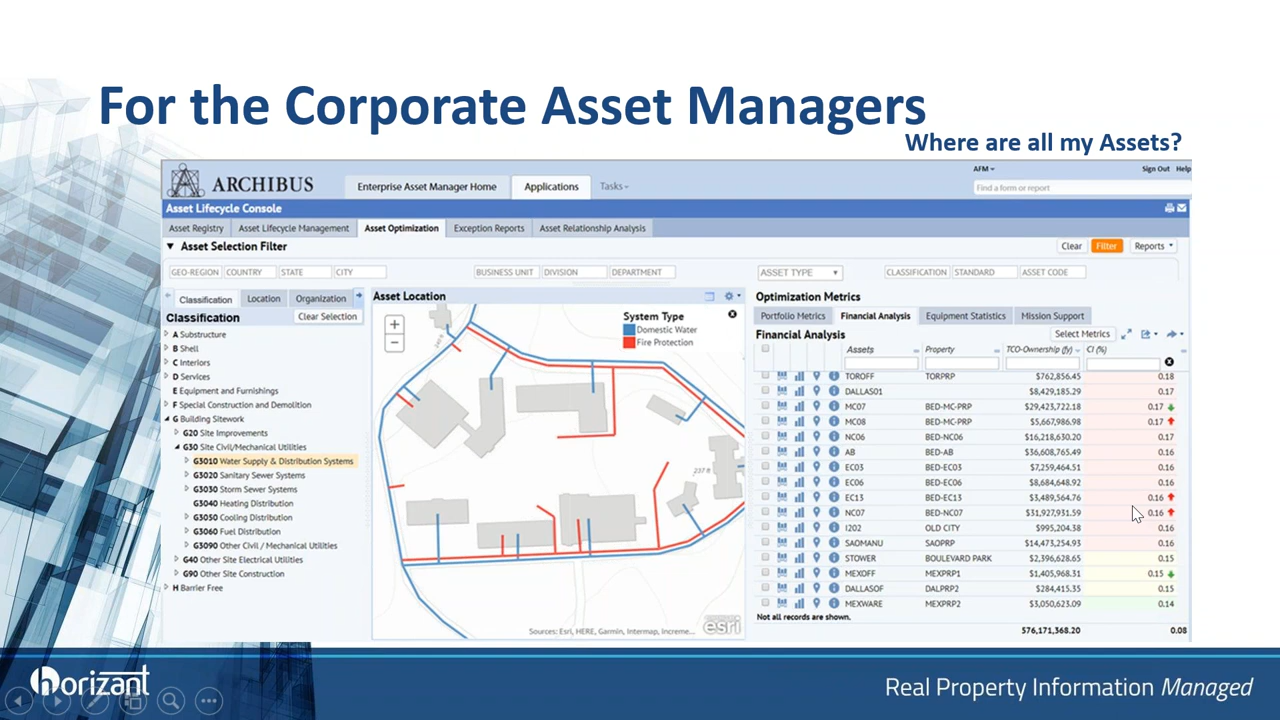 For the Corporate Asset Managers
Where are all my Assets?
ARCHIBUS
Enterprise Asset Manager Home
Applications
Tasks
AFM
Sign Out Help
Find a form or report
Asset Lifecycle Console
Asset Registry
Asset Lifecycle Management
Asset Optimization
Exception Reports
Asset Relationship Analysis
Asset Selection Filter
Clear
Filter
Reports
GEO-REGION COUNTRY STATE CITY
BUSINESS UNIT DIVISION DEPARTMENT
ASSET TYPE
CLASSIFICATION STANDARD ASSET CODE
Classification
Location
Organization
Classification
Clear Selection
A Substructure
B Shell
C Interiors
D Services
E Equipment and Furnishings
F Special Construction and Demolition
G Building Sitework
G20 Site Improvements
G30 Site Civil/Mechanical Utilities
G3010 Water Supply & Distribution Systems
G3020 Sanitary Sewer Systems
G3030 Storm Sewer Systems
G3040 Heating Distribution
G3050 Cooling Distribution
G3060 Fuel Distribution
G3090 Other Civil / Mechanical Utilities
G40 Other Site Electrical Utilities
G90 Other Site Construction
H Barrier Free
Asset Location
+
−
System Type
Domestic Water
Fire Protection
237 ft
Sources: Esri, HERE, Garmin, Intermap, Increme...
esri
Optimization Metrics
Portfolio Metrics
Financial Analysis
Equipment Statistics
Mission Support
Financial Analysis
Select Metrics
Assets Property TCO-Ownership (fy) CI (%)
TOROFF TORPRP $762,856.45 0.18
DALLAS01 $8,429,185.29 0.17
MC07 BED-MC-PRP $29,423,722.18 0.17
MC08 BED-MC-PRP $5,667,986.98 0.17
NC06 BED-NC06 $16,218,630.20 0.17
AB BED-AB $36,608,765.49 0.16
EC03 BED-EC03 $7,259,464.51 0.16
EC06 BED-EC06 $8,684,648.92 0.16
EC13 BED-EC13 $3,489,564.76 0.16
NC07 BED-NC07 $31,927,931.59 0.16
I202 OLD CITY $995,204.38 0.16
SAOMANU SAOPRP $14,473,254.93 0.16
STOWER BOULEVARD PARK $2,396,628.65 0.15
MEXOFF MEXPRP1 $1,405,968.31 0.15
DALLASOF DALPRP2 $284,415.35 0.15
MEXWARE MEXPRP2 $3,050,623.09 0.14
Not all records are shown.
576,171,368.20 0.08
horizant
Real Property Information Managed